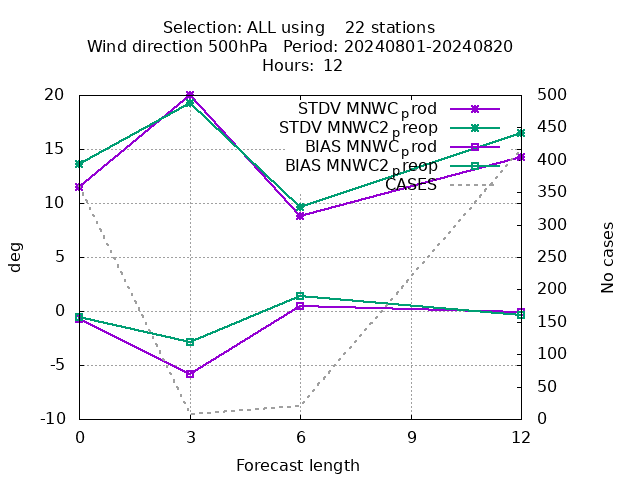 Selection: ALL using    22 stations
Wind direction 500hPa   Period: 20240801-20240820
Hours:  12
20
15
10
5
0
-5
-10
500
450
400
350
300
250
200
150
100
50
0
0
3
6
9
12
deg
No cases
Forecast length
STDV MNWC_prod
STDV MNWC2_preop
BIAS MNWC_prod
BIAS MNWC2_preop
CASES